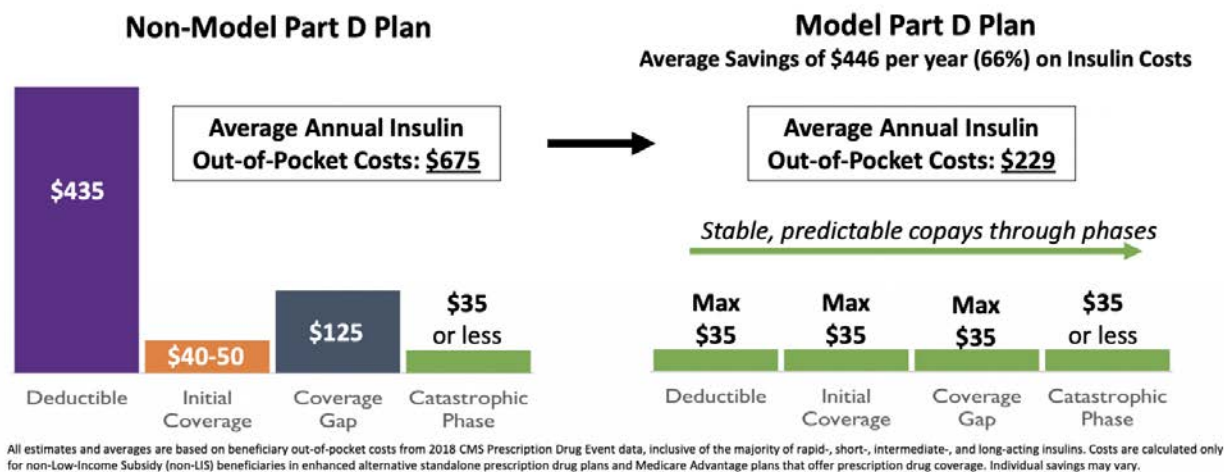 Non-Model Part D Plan
$435
Average Annual Insulin
Out-of-Pocket Costs: $675
$40-50
$125
$35
or less
Deductible
Initial
Coverage
Coverage
Gap
Catastrophic
Phase
Model Part D Plan
Average Savings of $446 per year (66%) on Insulin Costs
Average Annual Insulin
Out-of-Pocket Costs: $229
Stable, predictable copays through phases
Max
$35
Max
$35
Max
$35
$35
or less
Deductible
Initial
Coverage
Coverage
Gap
Catastrophic
Phase
All estimates and averages are based on beneficiary out-of-pocket costs from 2018 CMS Prescription Drug Event data, inclusive of the majority of rapid-, short-, intermediate-, and long-acting insulins. Costs are calculated only
for non-Low-Income Subsidy (non-LIS) beneficiaries in enhanced alternative standalone prescription drug plans and Medicare Advantage plans that offer prescription drug coverage. Individual savings may vary.